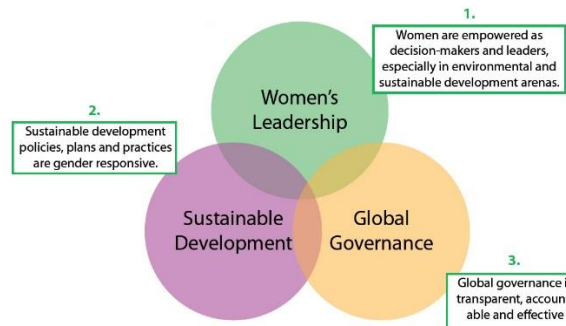 1.
Women are empowered as
decision-makers and leaders,
especially in environmental and
sustainable development arenas.
Women's
Leadership
2.
Sustainable development
policies, plans and practices
are gender responsive.
Sustainable
Development
Global
Governance
3.
Global governance i
transparent, accoun
able and effective